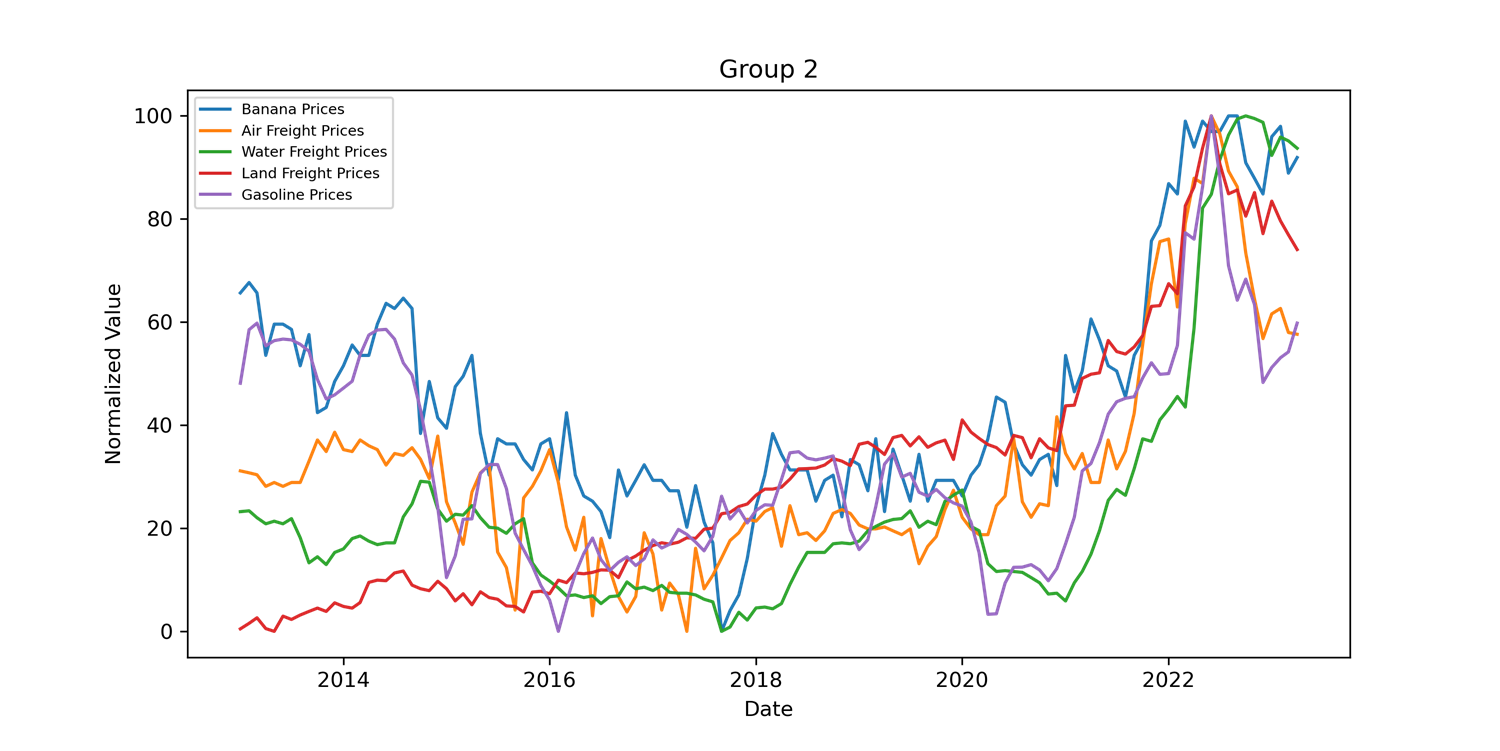 Group 2
Banana Prices
Air Freight Prices
Water Freight Prices
Land Freight Prices
Gasoline Prices
Normalized Value
100
80
60
40
20
0
2014 2016 2018 2020 2022
Date